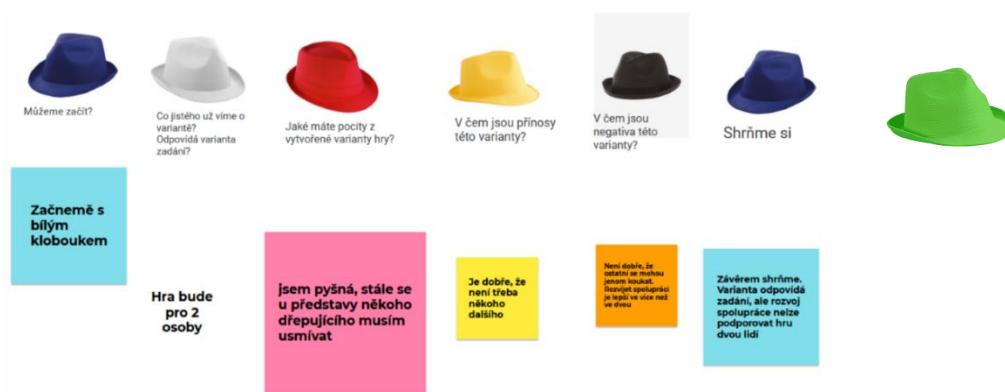 Můžeme začít?
Co jistého už víme o
variantě?
Odpovídá varianta
zadání?
Jaké máte pocity z
vytvořené varianty hry?
V čem jsou přínosy
této varianty?
V čem jsou
negativa této
varianty?
Shrňme si
Začnemě s
bílým
kloboukem
Hra bude
pro 2
osoby
jsem pyšná, stále se
u představy někoho
dřepujícího musím
usmívat
Je dobře, že
není třeba
někoho
dalšího
Není dobře, že
ostatní se mohou
jenom koukat.
Rozvíjet spolupráci
je lepší ve více než
ve dvou
Závěrem shrňme.
Varianta odpovídá
zadání, ale rozvoj
spolupráce nelze
podporovat hru
dvou lidí